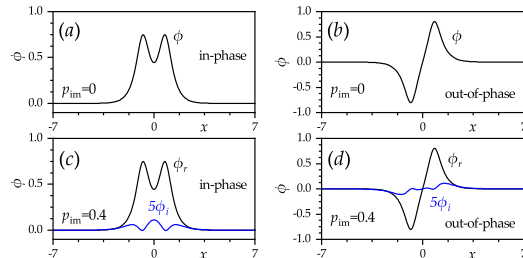 (a)
1.0
0.5
0.0
ϕ
ϕ
in-phase
p_im=0
-7
0
x
7
(b)
1.0
0.5
0.0
-0.5
-1.0
ϕ
ϕ
p_im=0
out-of-phase
-7
0
x
7
(c)
1.0
0.5
0.0
ϕ
ϕ_r
in-phase
p_im=0.4
5ϕ_i
-7
0
x
7
(d)
1.0
0.5
0.0
-0.5
-1.0
ϕ
ϕ_r
5ϕ_i
p_im=0.4
out-of-phase
-7
0
x
7